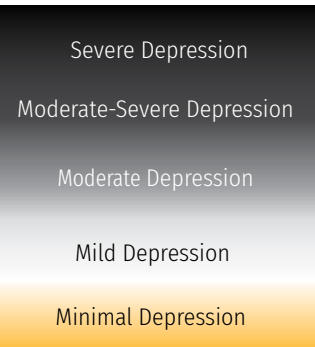 Severe Depression
Moderate-Severe Depression
Moderate Depression
Mild Depression
Minimal Depression